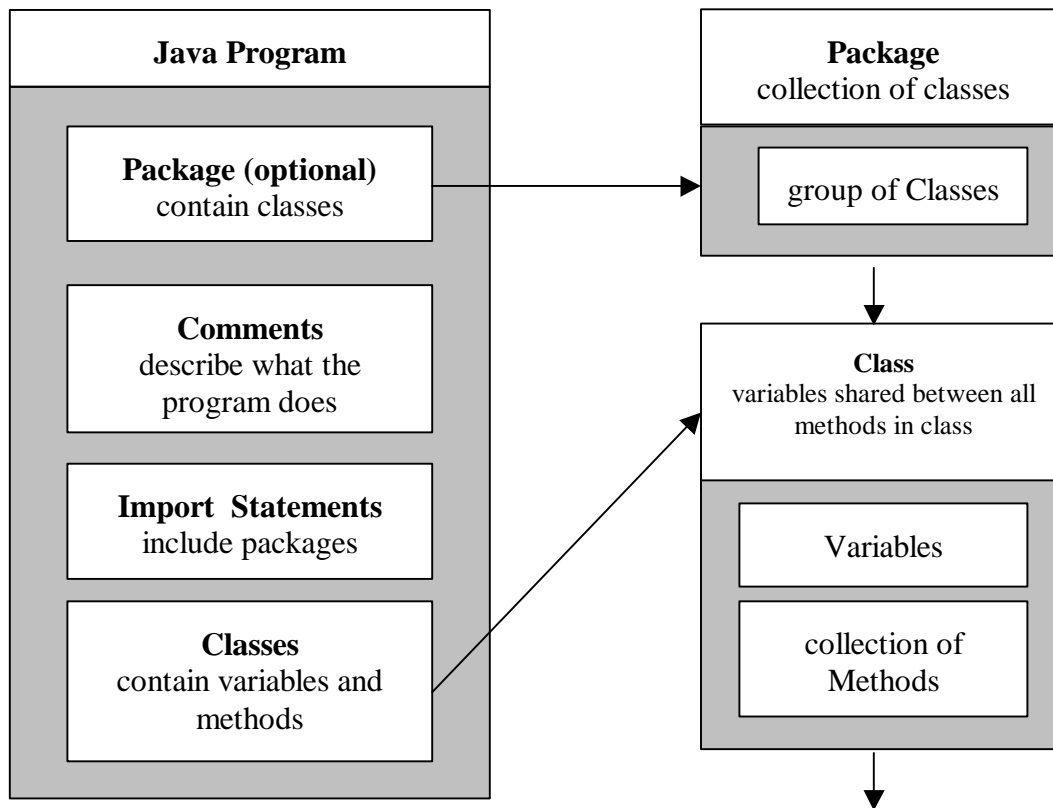 Java Program
Package (optional)
contain classes
Comments
describe what the
program does
Import  Statements
include packages
Classes
contain variables and
methods
Package
collection of classes
group of Classes
Class
variables shared between all
methods in class
Variables
collection of
Methods